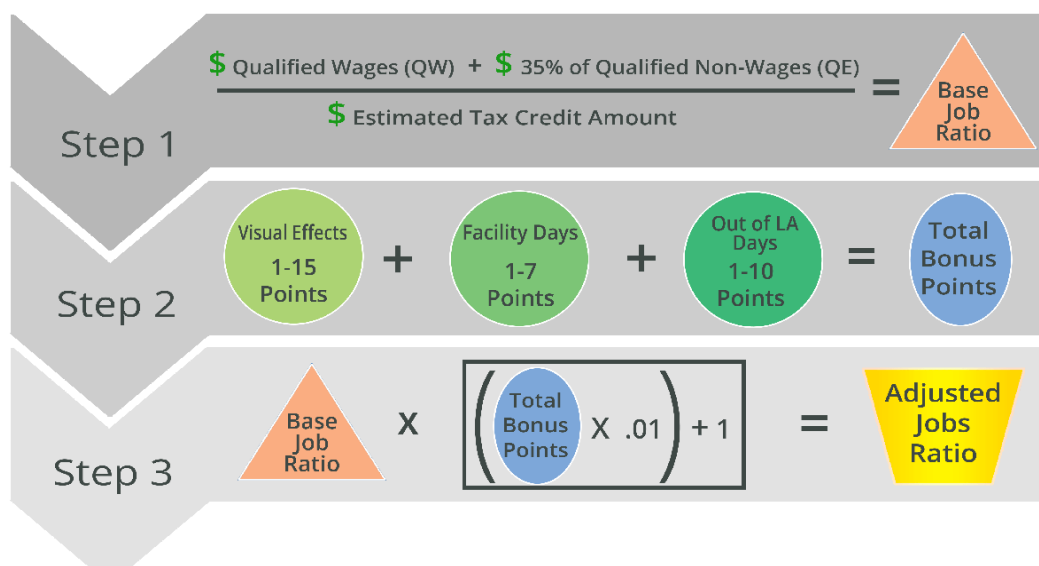 $ Qualified Wages (QW) + $ 35% of Qualified Non-Wages (QE)
$ Estimated Tax Credit Amount
=
Base
Job
Ratio
Step 1
Visual Effects
1-15
Points
+
Facility Days
1-7
Points
+
Out of LA
Days
1-10
Points
=
Total
Bonus
Points
Step 2
Base
Job
Ratio
x
(
Total
Bonus
Points
X .01
)
+ 1
=
Adjusted
Jobs
Ratio
Step 3